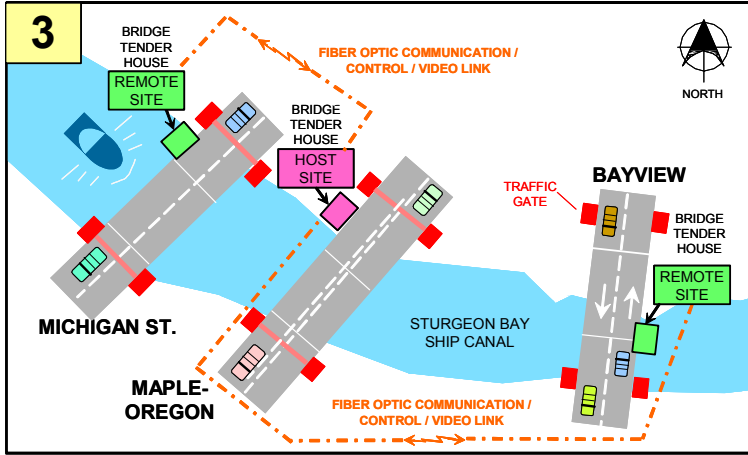 3
BRIDGE
TENDER
HOUSE
REMOTE
SITE
FIBER OPTIC COMMUNICATION /
CONTROL / VIDEO LINK
NORTH
BRIDGE
TENDER
HOUSE
HOST
SITE
BAYVIEW
TRAFFIC
GATE
BRIDGE
TENDER
HOUSE
REMOTE
SITE
MICHIGAN ST.
STURGEON BAY
SHIP CANAL
MAPLE-
OREGON
FIBER OPTIC COMMUNICATION /
CONTROL / VIDEO LINK